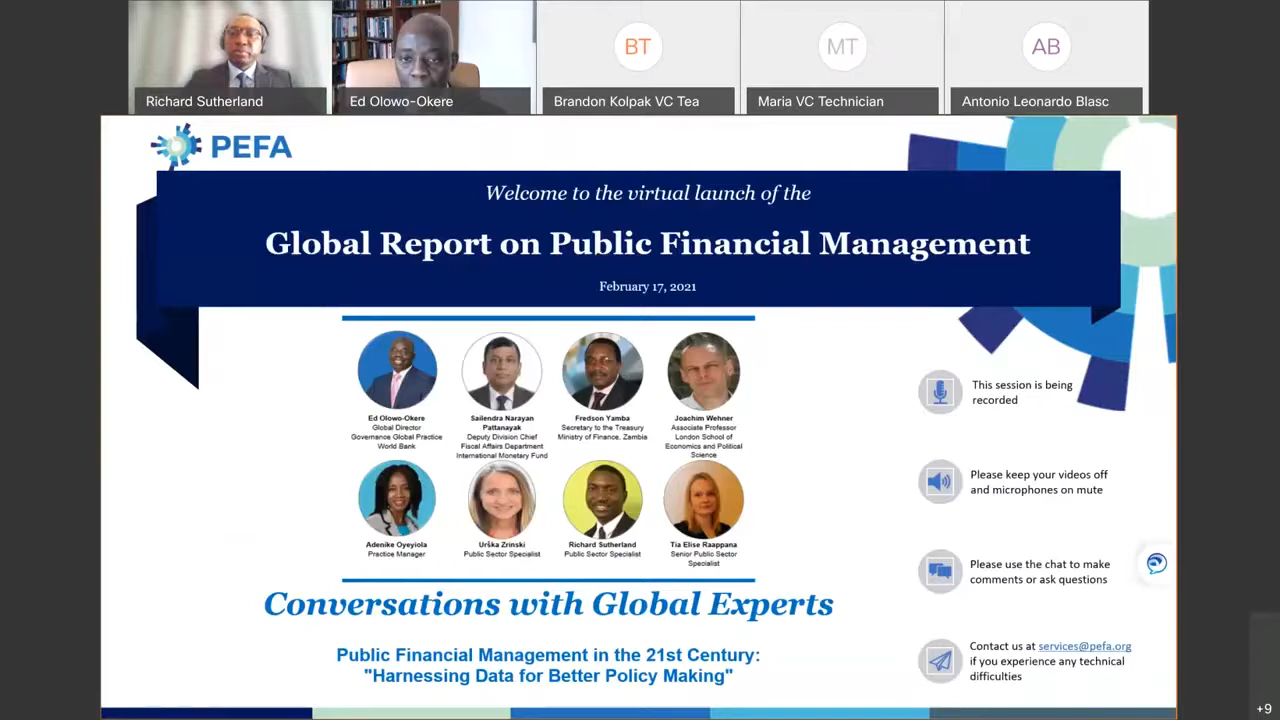 BT
MT
AB
Richard Sutherland
Ed Olowo-Okere
Brandon Kolpak VC Tea
Maria VC Technician
Antonio Leonardo Blasc
PEFA
Welcome to the virtual launch of the
Global Report on Public Financial Management
February 17, 2021
Ed Olowo-Okere
Global Director
Governance Global Practice
World Bank
Sailendra Narayan
Pattanayak
Deputy Division Chief
Fiscal Affairs Department
International Monetary Fund
Fredson Yamba
Secretary to the Treasury
Ministry of Finance, Zambia
Joachim Wehner
Associate Professor
London School of
Economics and Political
Science
Adenike Oyeyiola
Practice Manager
Urška Zrinski
Public Sector Specialist
Richard Sutherland
Public Sector Specialist
Tia Elise Raappana
Senior Public Sector
Specialist
Conversations with Global Experts
Public Financial Management in the 21st Century:
"Harnessing Data for Better Policy Making"
This session is being
recorded
Please keep your videos off
and microphones on mute
Please use the chat to make
comments or ask questions
Contact us at services@pefa.org
if you experience any technical
difficulties
+9